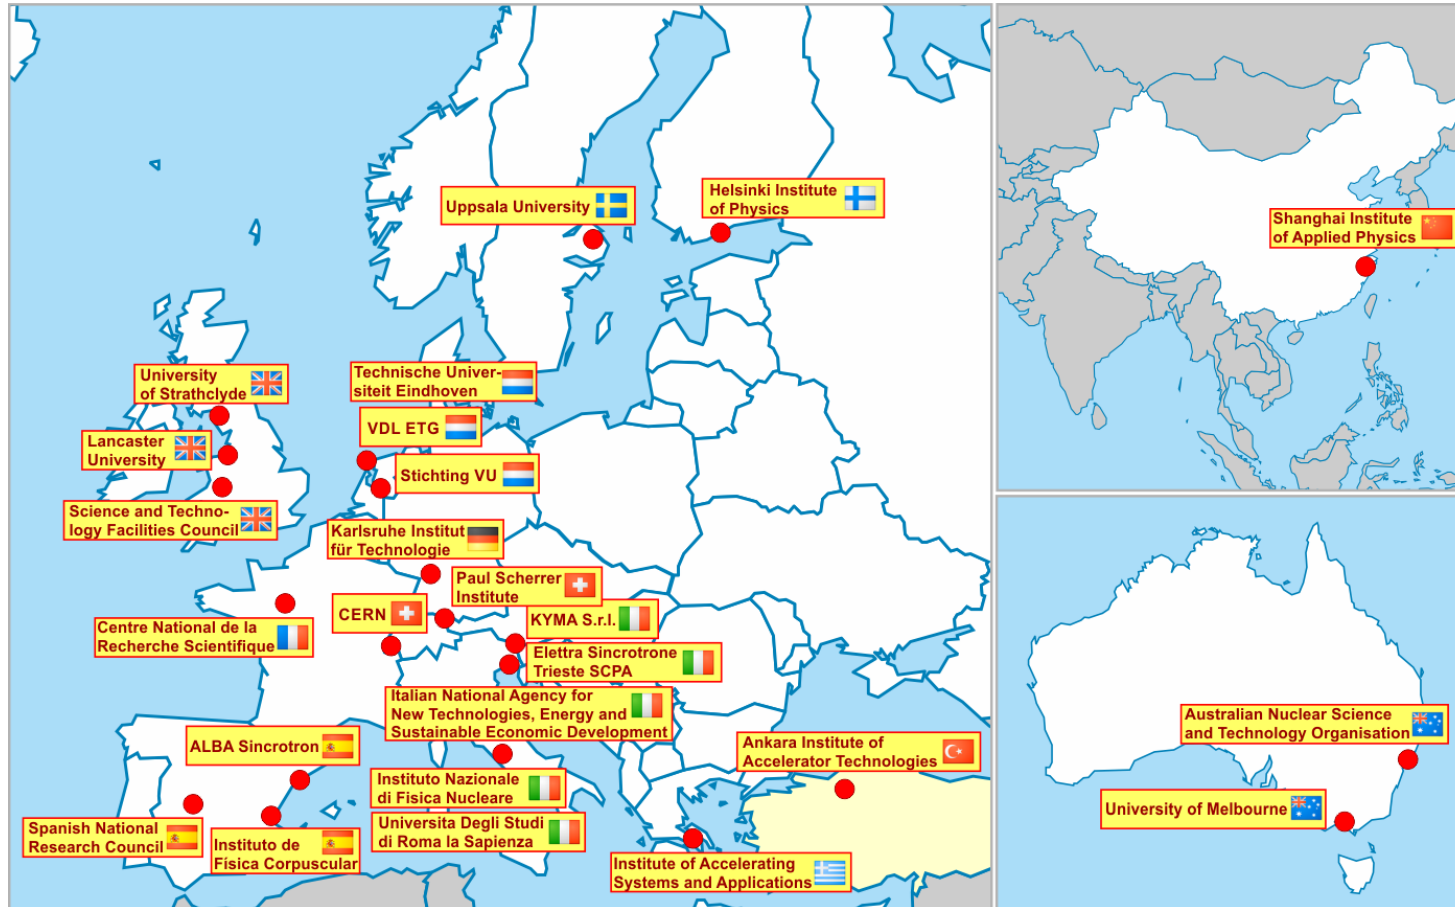 Uppsala University
Helsinki Institute
of Physics
University
of Strathclyde
Lancaster
University
Science and Techno-
logy Facilities Council
Technische Univer-
siteit Eindhoven
VDL ETG
Stichting VU
Karlsruhe Institut
für Technologie
Paul Scherrer
Institute
CERN
KYMA S.r.l.
Centre National de la
Recherche Scientifique
Elettra Sincrotrone
Trieste SCPA
Italian National Agency for
New Technologies, Energy and
Sustainable Economic Development
ALBA Sincrotron
Ankara Institute of
Accelerator Technologies
Instituto Nazionale
di Fisica Nucleare
Spanish National
Research Council
Instituto de
Física Corpuscular
Universita Degli Studi
di Roma la Sapienza
Institute of Accelerating
Systems and Applications
Shanghai Institute
of Applied Physics
Australian Nuclear Science
and Technology Organisation
University of Melbourne